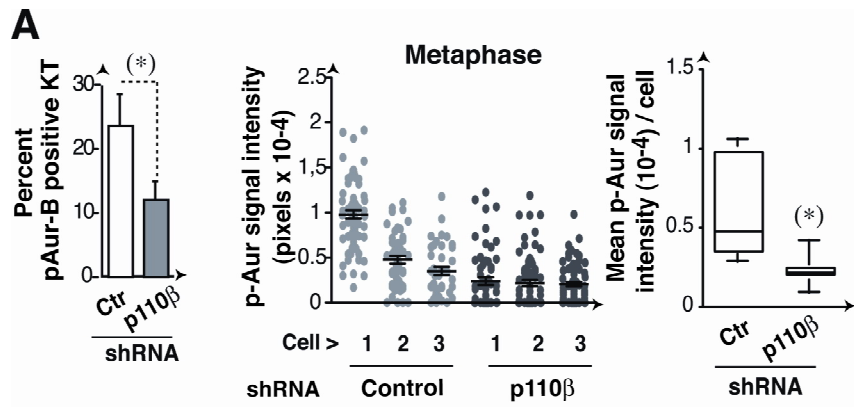 A
Percent
pAur-B positive KT
30
20
10
0
(*)
Ctr
p110β
shRNA
Metaphase
p-Aur signal intensity
(pixels x 10-4)
2.5
2
1,5
1
0.5
0
Cell > 1 2 3 1 2 3
shRNA Control p110β
Mean p-Aur signal
intensity (10-4) / cell
1.5
1
0.5
0
(*)
Ctr
p110β
shRNA